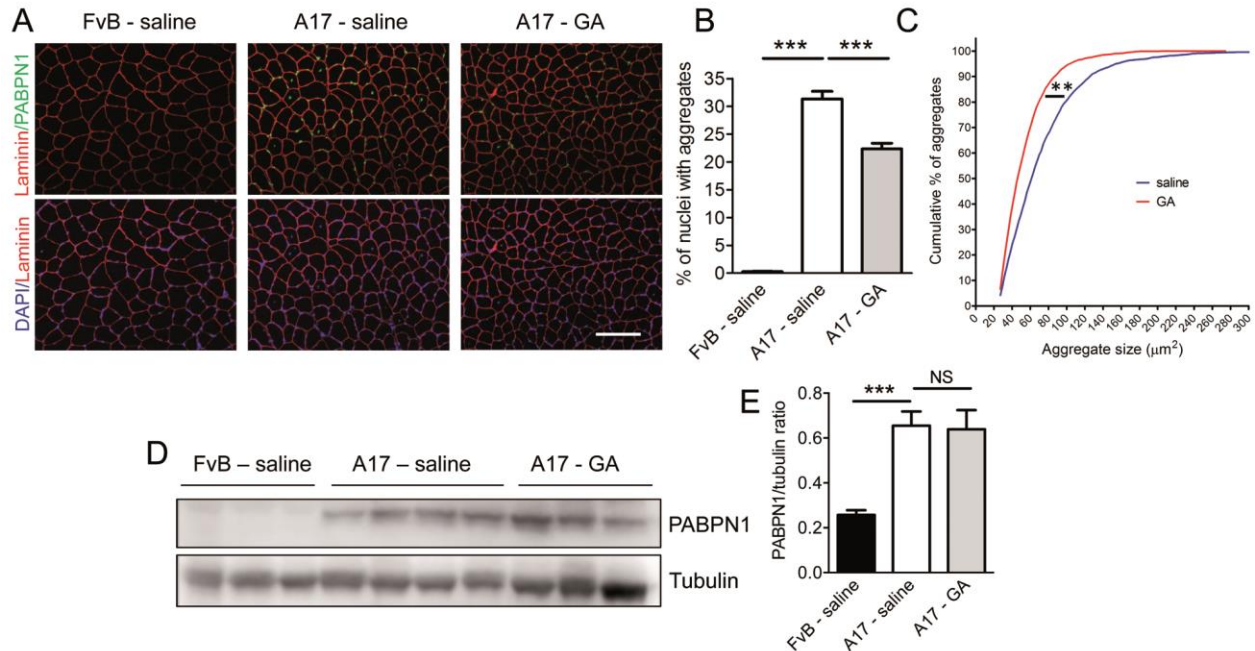 A
FvB - saline
A17 - saline
A17 - GA
Laminin/PABPN1
DAPI/Laminin
B
***
***
% of nuclei with aggregates
35
30
25
20
15
10
5
0
FvB - saline
A17 - saline
A17 - GA
C
Cumulative % of aggregates
100
90
80
70
60
50
40
30
20
10
0
**
saline
GA
0
20
40
60
80
100
120
140
160
180
200
220
240
260
280
300
Aggregate size (μm²)
D
FvB – saline
A17 – saline
A17 - GA
PABPN1
Tubulin
E
***
NS
PABPN1/tubulin ratio
0.8
0.6
0.4
0.2
0.0
FvB - saline
A17 - saline
A17 - GA